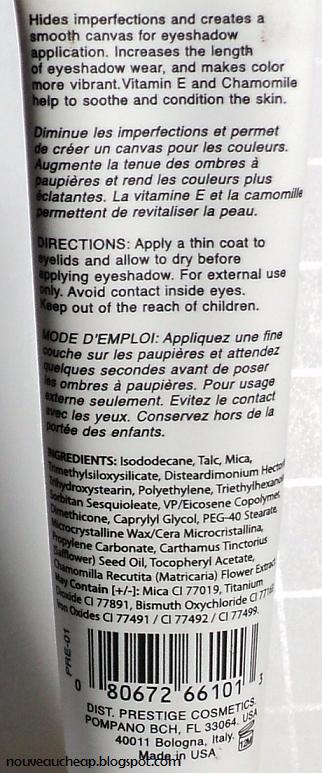 Hides imperfections and creates a
smooth canvas for eyeshadow
application. Increases the length
of eyeshadow wear, and makes color
more vibrant. Vitamin E and Chamomile
help to soothe and condition the skin.
Diminue les imperfections et permet
de créer un canvas pour les couleurs.
Augmente la tenue des ombres à
paupières et rend les couleurs plus
éclatantes. La vitamine E et la camomille
permettent de revitaliser la peau.
DIRECTIONS: Apply a thin coat to
eyelids and allow to dry before
applying eyeshadow. For external use
only. Avoid contact inside eyes.
Keep out of the reach of children.
MODE D'EMPLOI: Appliquez une fine
couche sur les paupières et attendez
quelques secondes avant de poser
les ombres à paupières. Pour usage
externe seulement. Evitez le contact
avec les yeux. Conservez hors de la
portée des enfants.
INGREDIENTS: Isododecane, Talc, Mica,
Trimethylsiloxysilicate, Disteardimonium Hectori
Trihydroxystearin, Polyethylene, Triethylhexano
Sorbitan Sesquioleate, VP/Eicosene Copolymer,
Dimethicone, Caprylyl Glycol, PEG-40 Stearate,
Microcrystalline Wax/Cera Microcristallina,
Propylene Carbonate, Carthamus Tinctorius
(Safflower) Seed Oil, Tocopheryl Acetate,
Chamomilla Recutita (Matricaria) Flower Extract
May Contain [+/-]: Mica CI 77019, Titanium
Dioxide CI 77891, Bismuth Oxychloride CI 77163
Iron Oxides CI 77491 / CI 77492 / CI 77499.
PRE-01
0 80672 66101 3
DIST. PRESTIGE COSMETICS,
POMPANO BCH, FL 33064. USA
40011 Bologna, Italy.
12M
Made in USA
nouveaucheap.blogspot.com